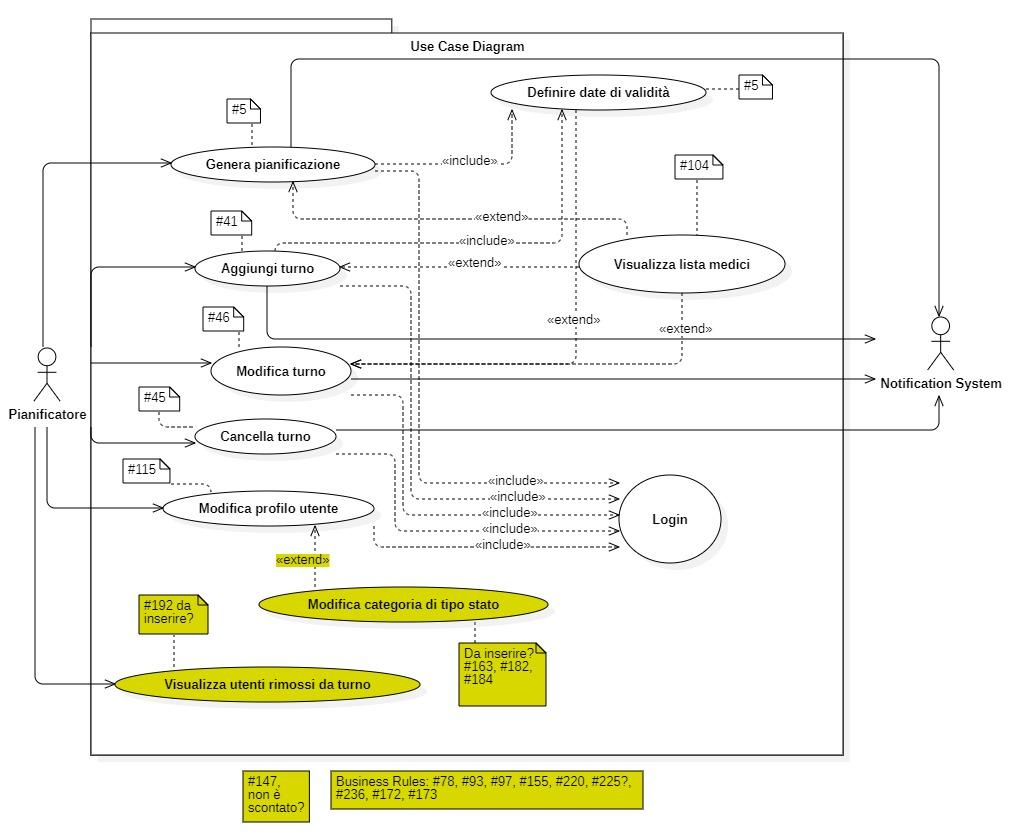 Use Case Diagram
Definire date di validità
#5
#5
Genera pianificazione
«include»
#104
#41
«extend»
«include»
Aggiungi turno
«extend»
Visualizza lista medici
#46
«extend»
«extend»
Modifica turno
Notification System
Pianificatore
#45
Cancella turno
#115
Modifica profilo utente
«include»
«include»
«include»
«include»
«include»
Login
«extend»
Modifica categoria di tipo stato
#192 da
inserire?
Da inserire?
#163, #182,
#184
Visualizza utenti rimossi da turno
#147,
non è
scontato?
Business Rules: #78, #93, #97, #155, #220, #225?,
#236, #172, #173